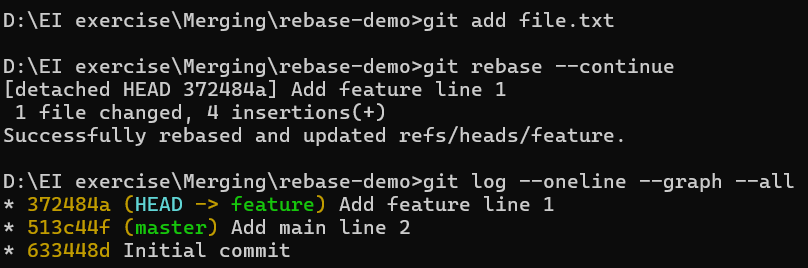 D:\EI exercise\Merging\rebase-demo>git add file.txt
D:\EI exercise\Merging\rebase-demo>git rebase --continue
[detached HEAD 372484a] Add feature line 1
 1 file changed, 4 insertions(+)
Successfully rebased and updated refs/heads/feature.
D:\EI exercise\Merging\rebase-demo>git log --oneline --graph --all
* 372484a (HEAD -> feature) Add feature line 1
* 513c44f (master) Add main line 2
* 633448d Initial commit